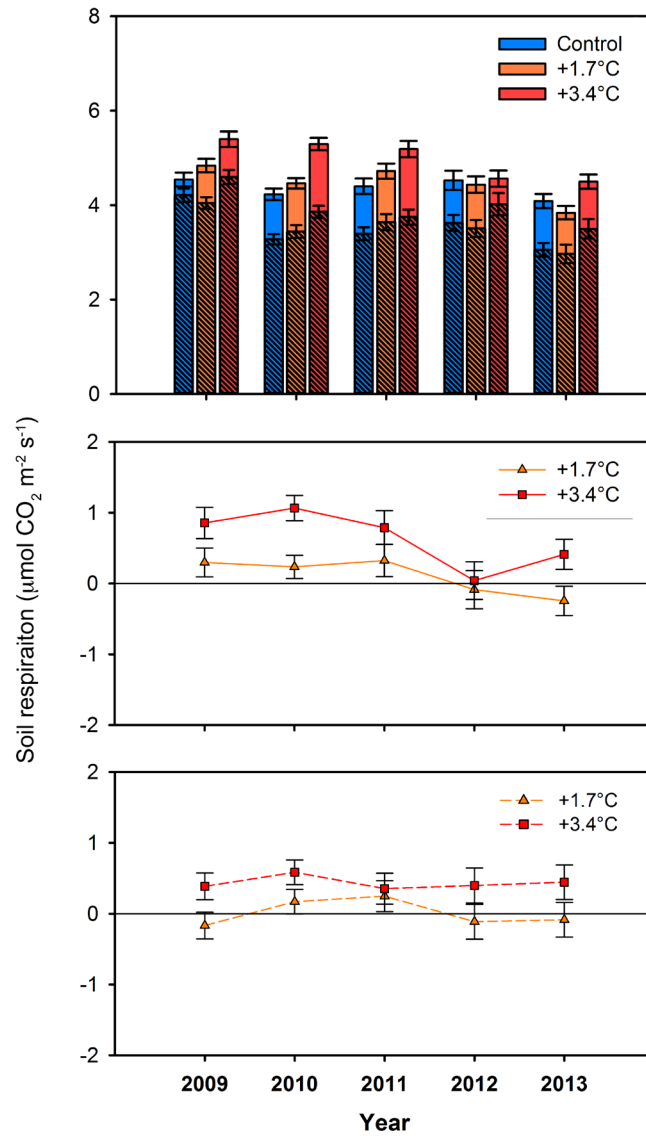 8
6
4
2
0
Control
+1.7°C
+3.4°C
Soil respiraiton (μmol CO₂ m⁻² s⁻¹)
2
1
0
-1
-2
+1.7°C
+3.4°C
2
1
0
-1
-2
+1.7°C
+3.4°C
2009 2010 2011 2012 2013
Year